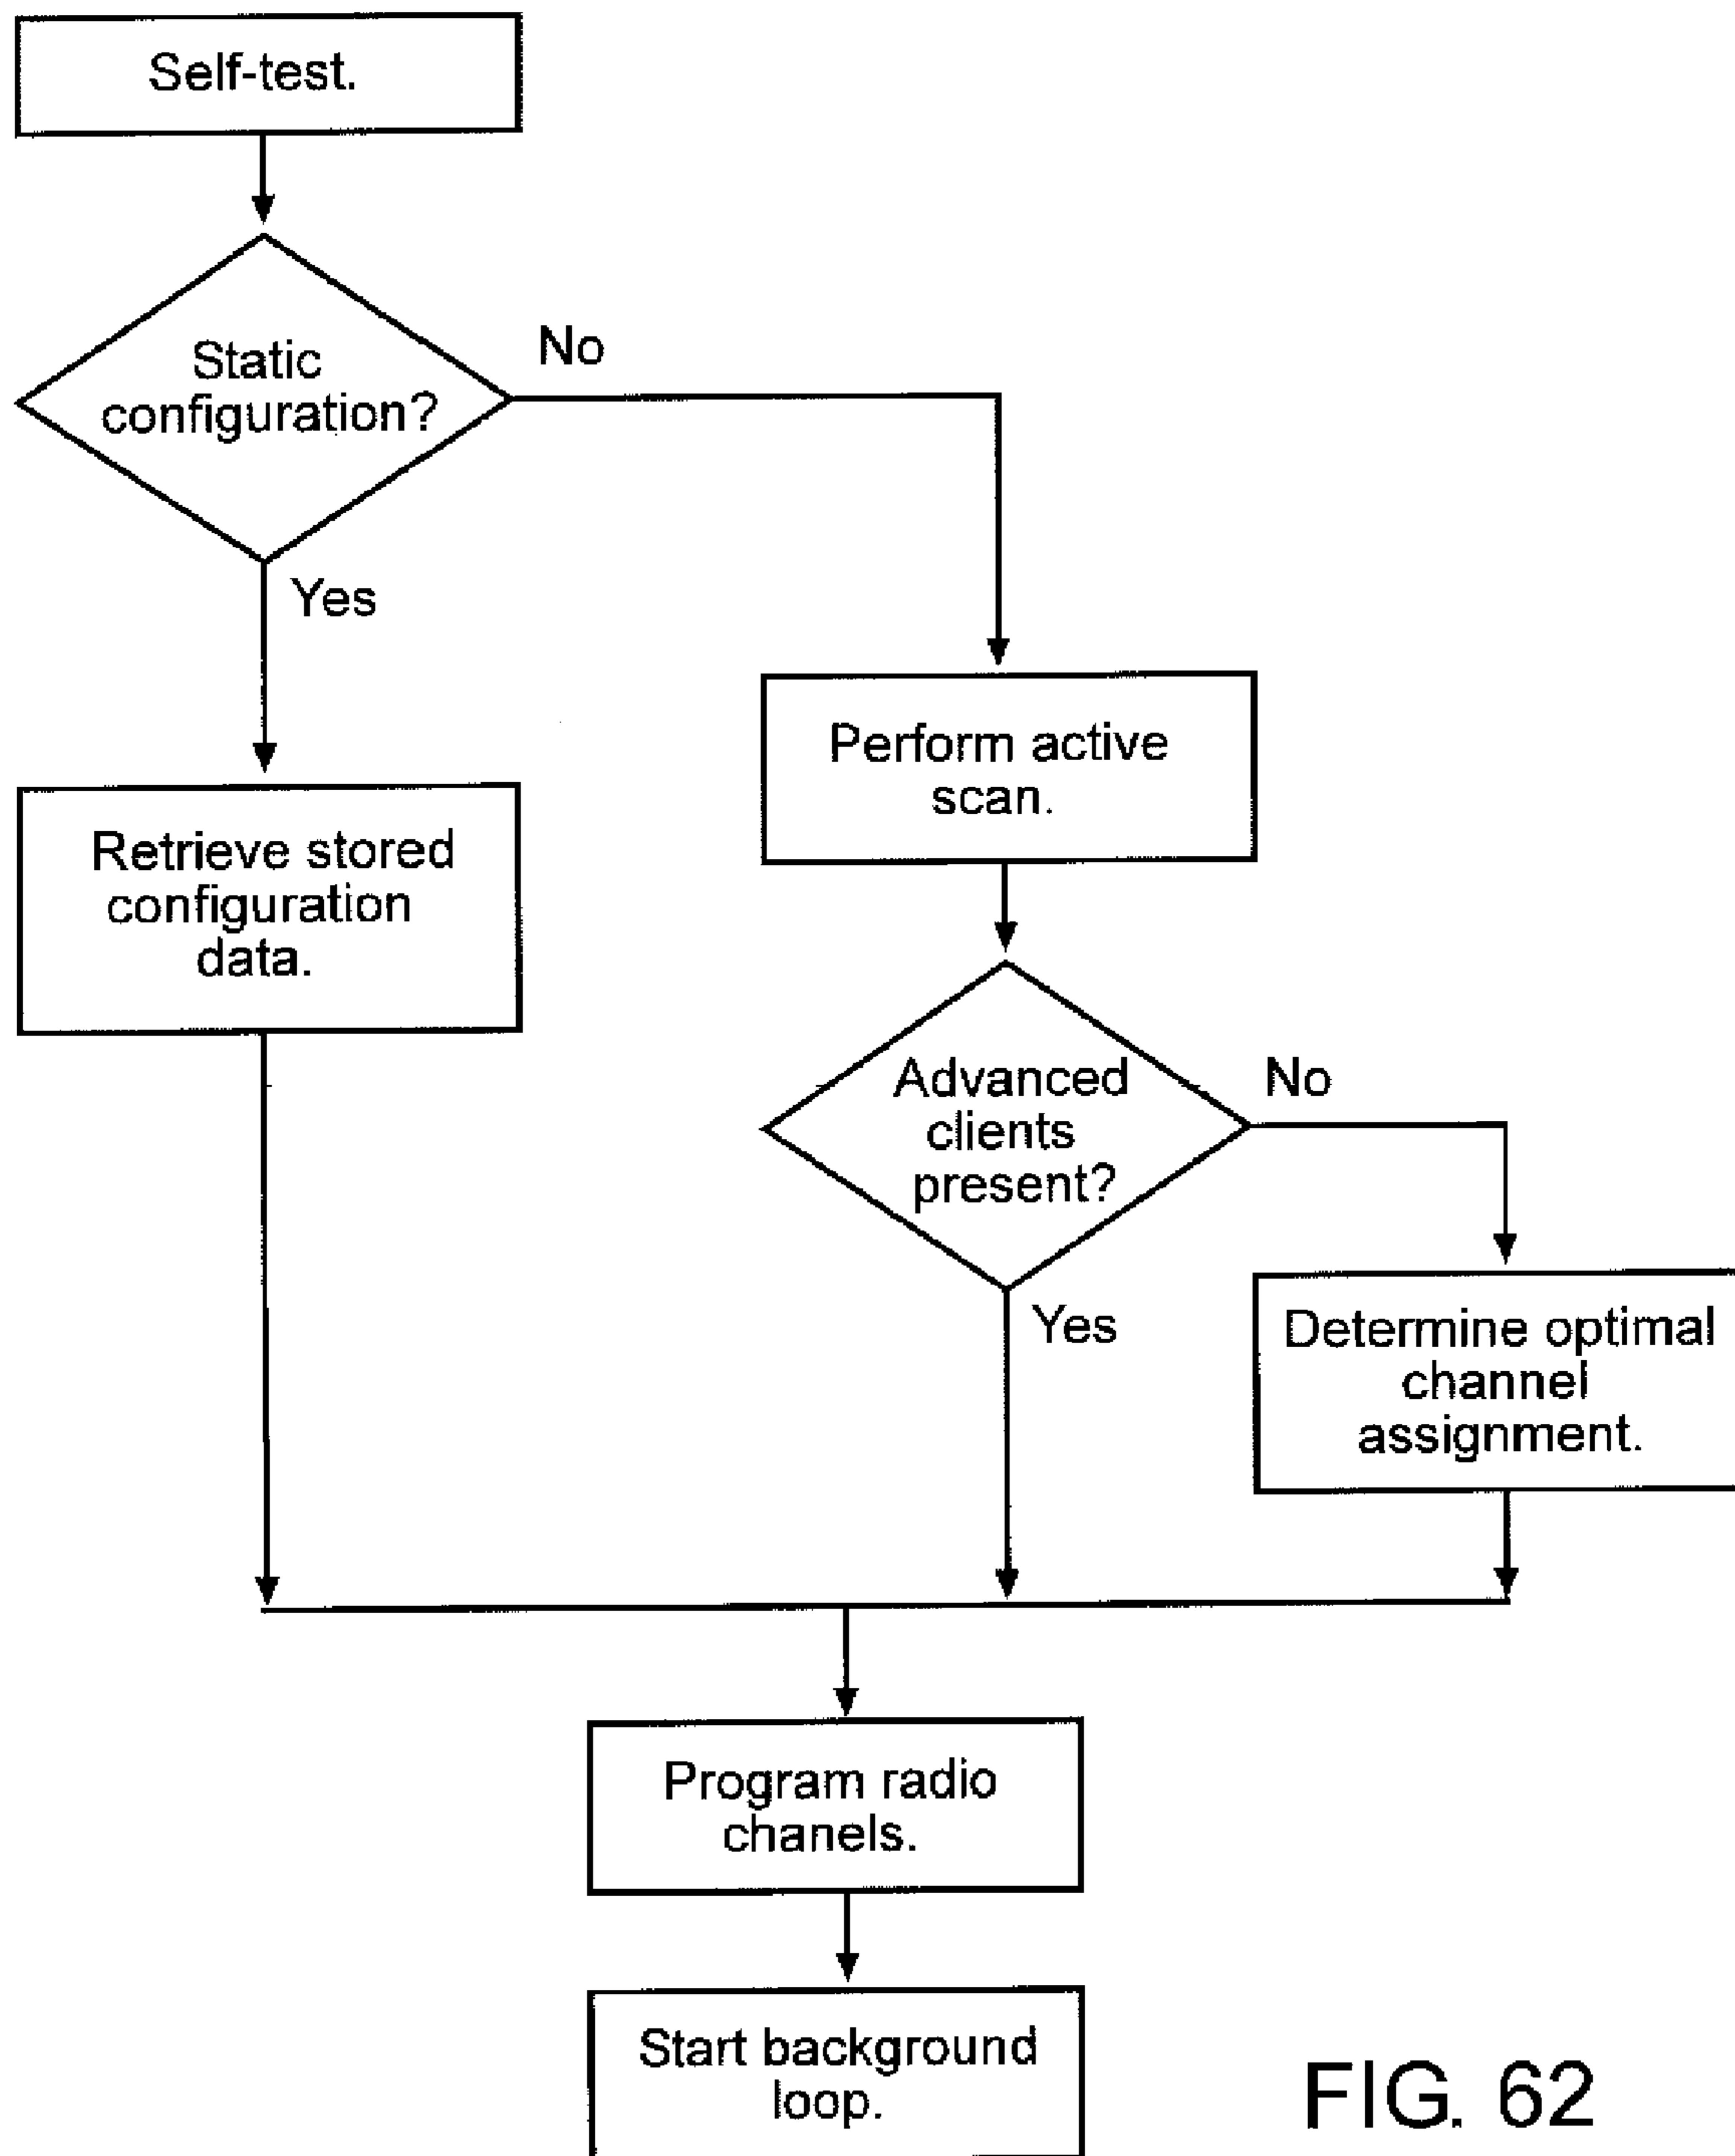 Self-test.
Static
configuration?
No
Yes
Perform active
scan.
Retrieve stored
configuration
data.
Advanced
clients
present?
No
Yes
Determine optimal
channel
assignment.
Program radio
chanels.
Start background
loop.
FIG. 62